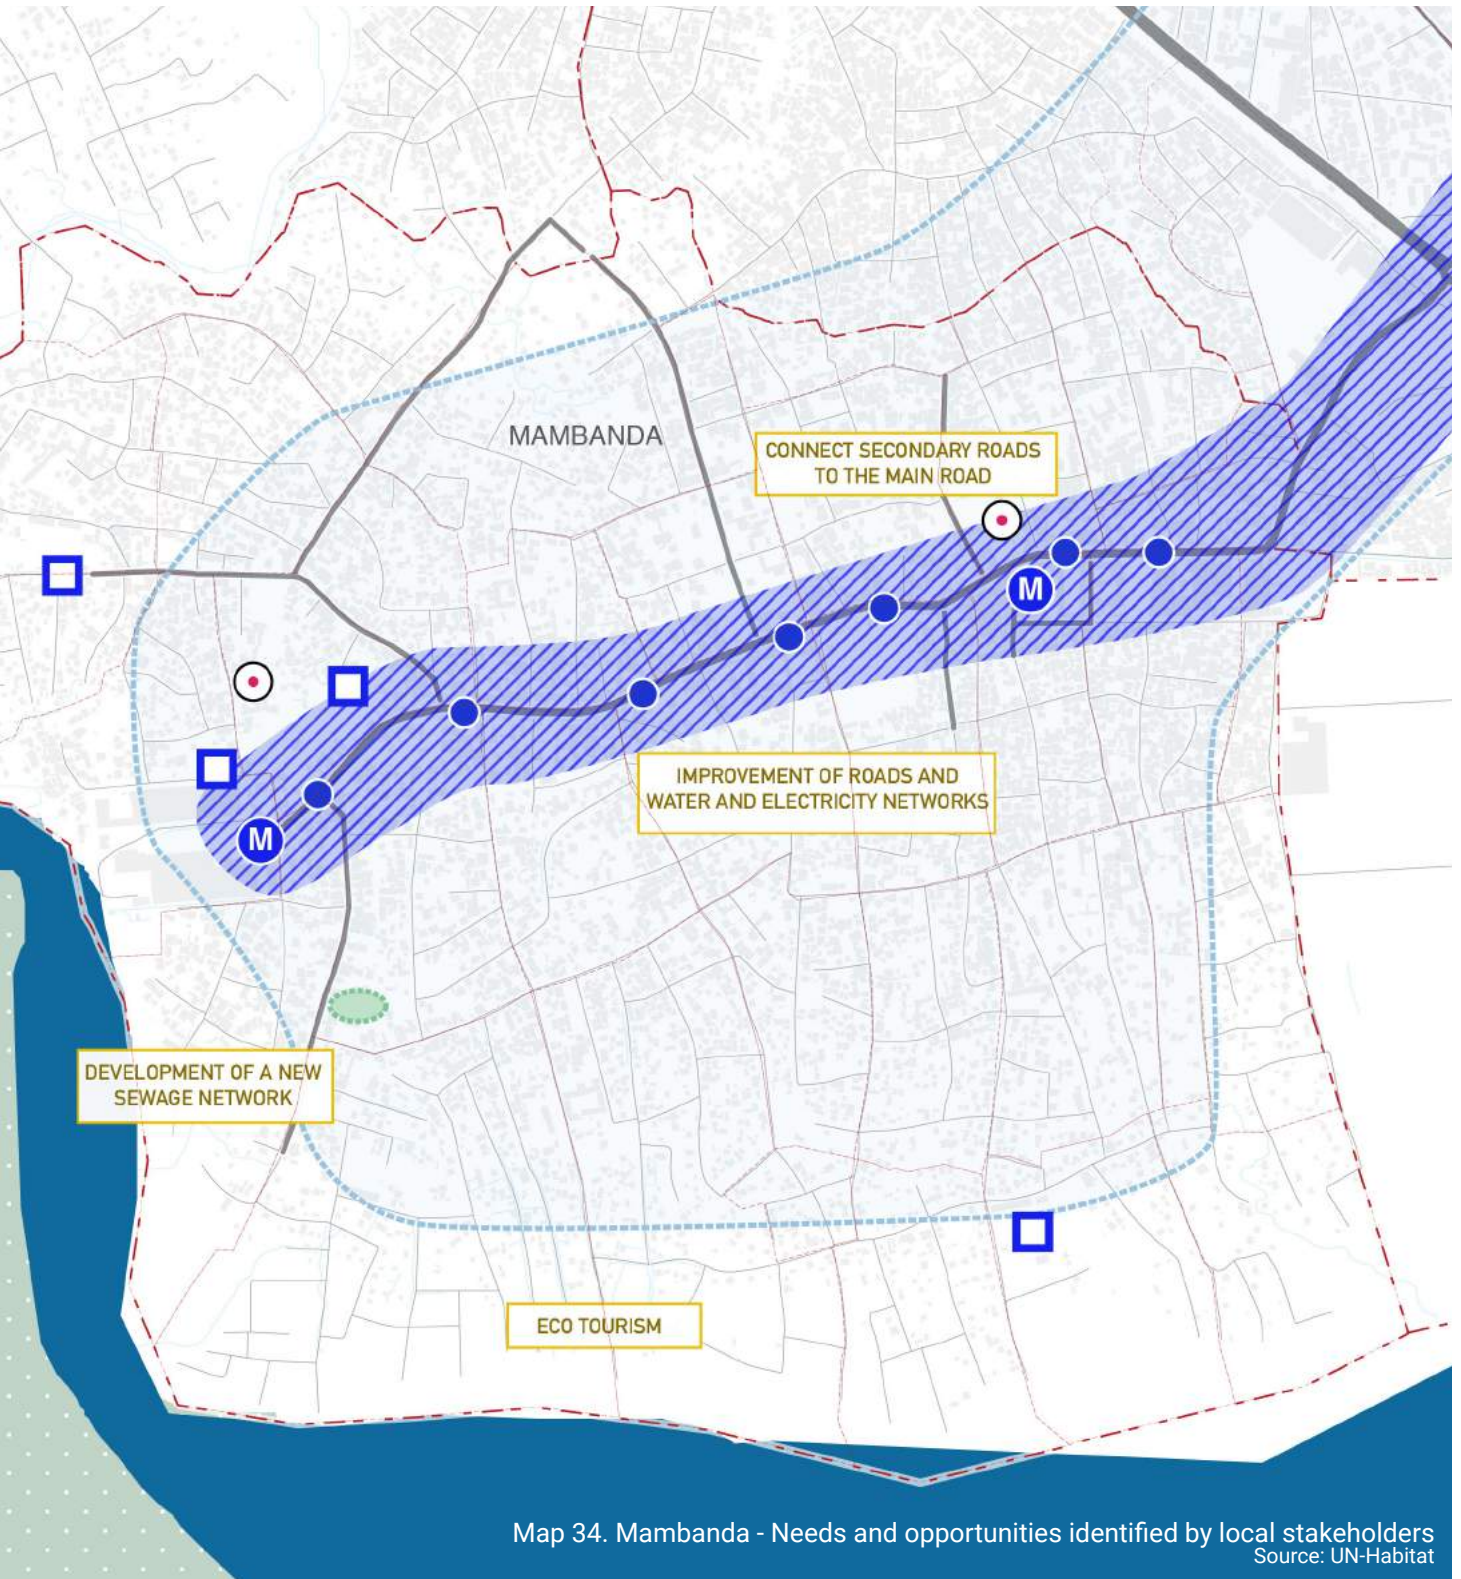 MAMBANDA
CONNECT SECONDARY ROADS
TO THE MAIN ROAD
M
IMPROVEMENT OF ROADS AND
WATER AND ELECTRICITY NETWORKS
M
DEVELOPMENT OF A NEW
SEWAGE NETWORK
ECO TOURISM
Map 34. Mambanda - Needs and opportunities identified by local stakeholders
Source: UN-Habitat